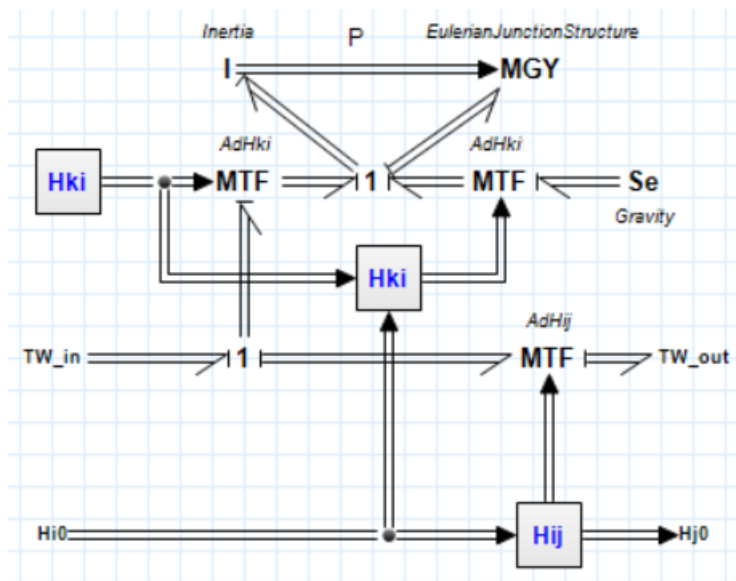 Inertia P EulerianJunctionStructure
I MGY
AdHki AdHki
Hki MTF 1 MTF Se
Gravity
Hki
AdHij
TW_in 1 MTF TW_out
Hi0 Hij Hj0